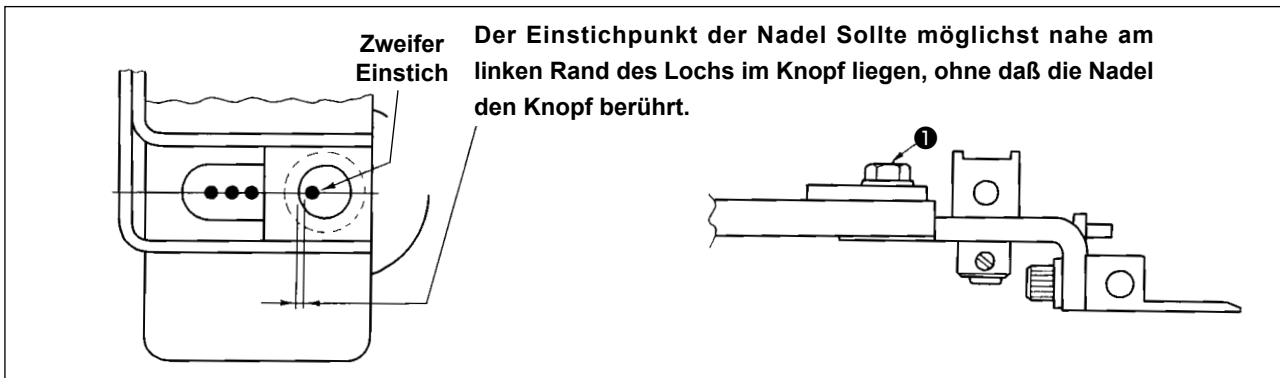 Zweifer
Einstich
Der Einstichpunkt der Nadel Sollte möglichst nahe am
linken Rand des Lochs im Knopf liegen, ohne daß die Nadel
den Knopf berührt.
❶